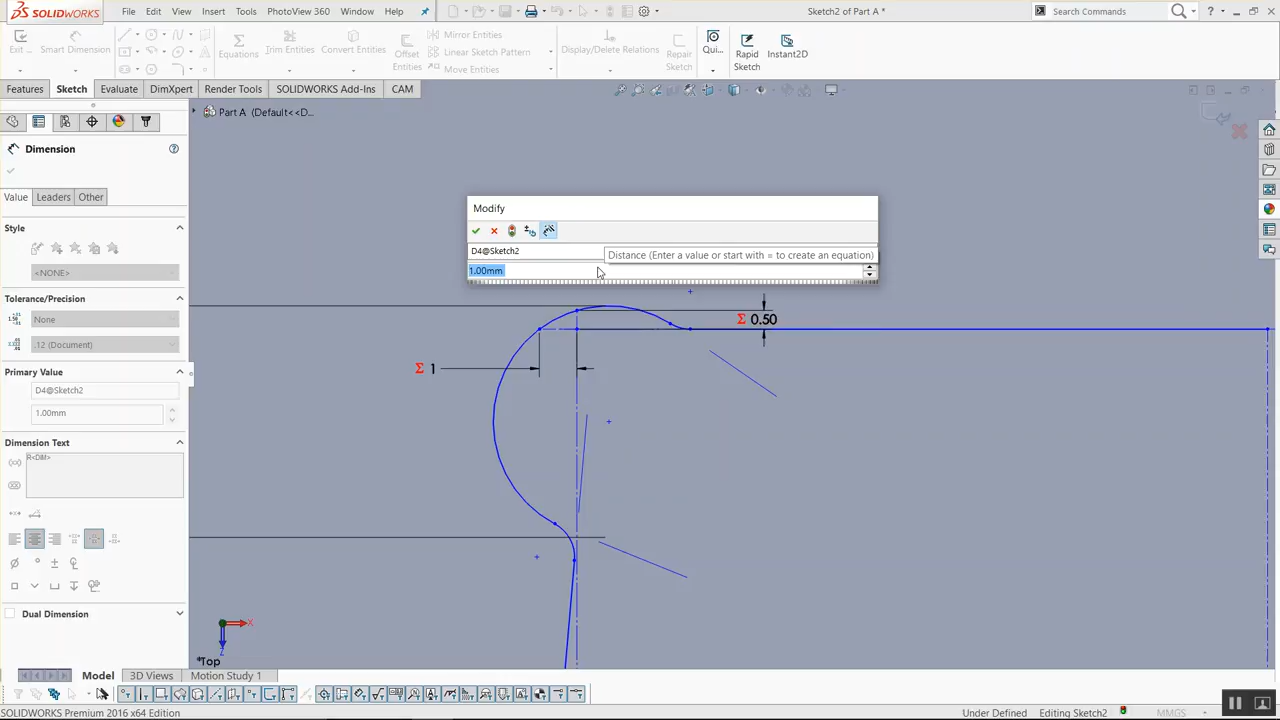 SOLIDWORKS File Edit View Insert Tools PhotoView 360 Window Help Sketch2 of Part A * Search Commands ?
Exit ... Smart Dimension Equations Trim Entities Convert Entities Offset Entities Mirror Entities Linear Sketch Pattern Move Entities Display/Delete Relations Repair Sketch Qui... Rapid Sketch Instant2D
Features Sketch Evaluate DimXpert Render Tools SOLIDWORKS Add-Ins CAM
Part A (Default<<D...
Dimension
Value Leaders Other
Style
<NONE>
Tolerance/Precision
None
.12 (Document)
Primary Value
D4@Sketch2
1.00mm
Dimension Text
R<DIM>
Dual Dimension
Modify
D4@Sketch2
Distance (Enter a value or start with = to create an equation)
1.00mm
Σ 0.50
Σ 1
X
Z
*Top
Model 3D Views Motion Study 1
SOLIDWORKS Premium 2016 x64 Edition Under Defined Editing Sketch2 MMGS